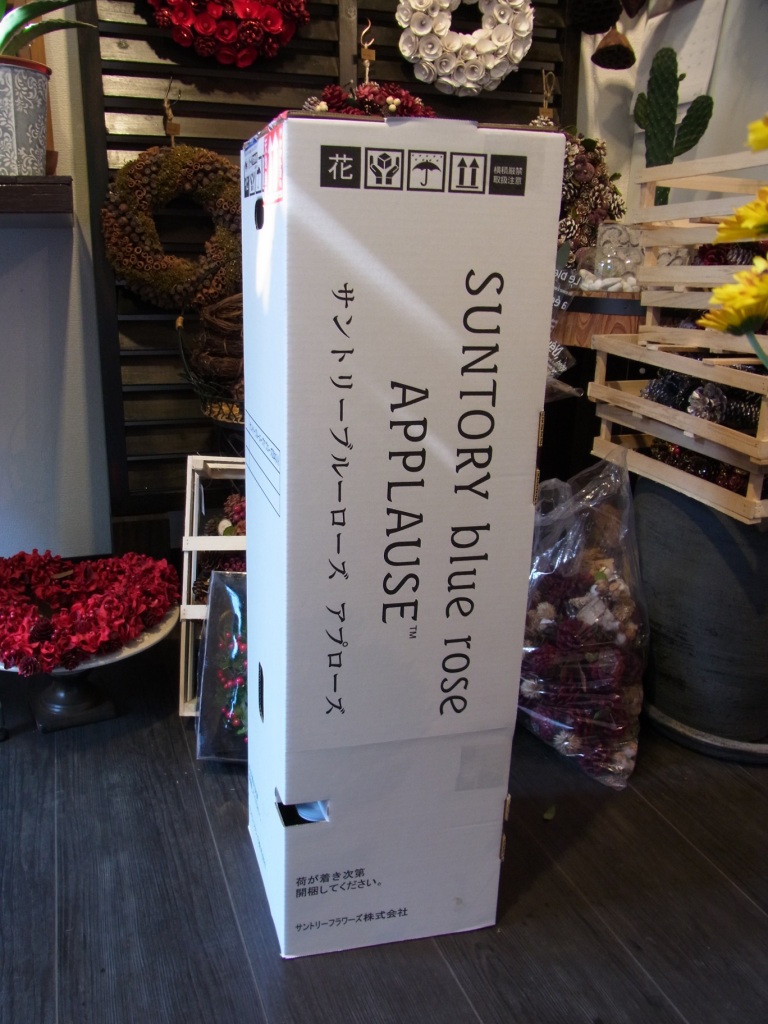 花
横積厳禁
取扱注意
SUNTORY blue rose
APPLAUSE™
サントリーブルーローズ アプローズ
荷が着き次第
開梱してください。
サントリーフラワーズ株式会社